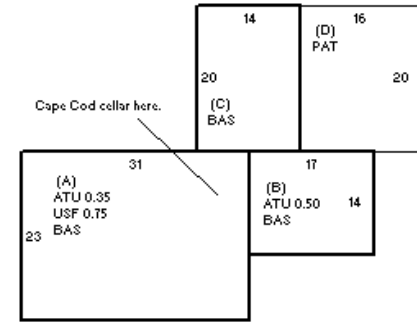 14
16
(D)
PAT
20
20
(C)
BAS
Cape Cod cellar here.
31
17
(A)
ATU 0.35
USF 0.75
BAS
(B)
ATU 0.50
BAS
14
23